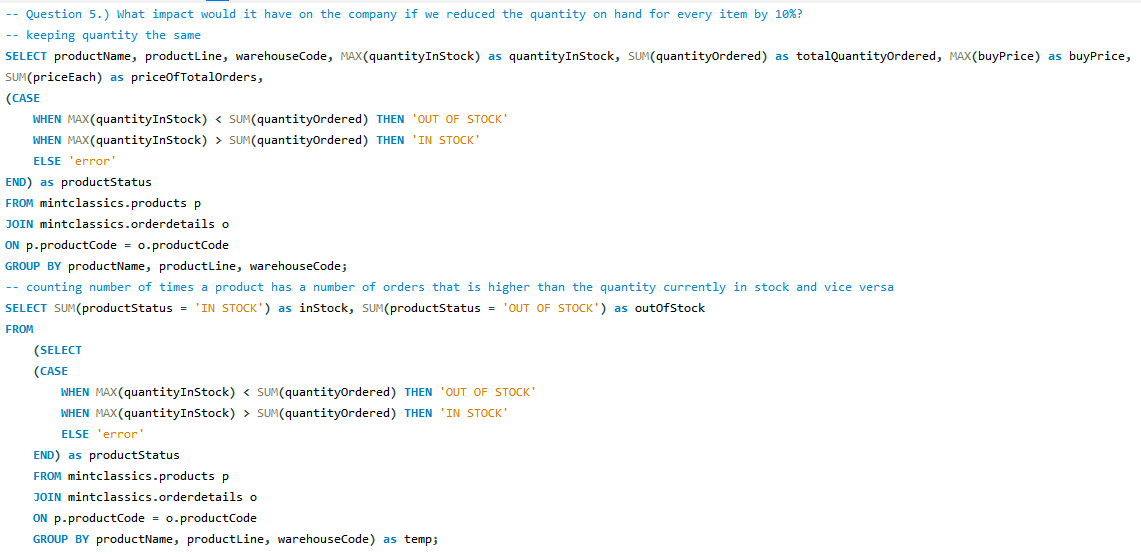 -- Question 5.) What impact would it have on the company if we reduced the quantity on hand for every item by 10%?
-- keeping quantity the same
SELECT productName, productLine, warehouseCode, MAX(quantityInStock) as quantityInStock, SUM(quantityOrdered) as totalQuantityOrdered, MAX(buyPrice) as buyPrice,
SUM(priceEach) as priceOfTotalOrders,
(CASE
    WHEN MAX(quantityInStock) < SUM(quantityOrdered) THEN 'OUT OF STOCK'
    WHEN MAX(quantityInStock) > SUM(quantityOrdered) THEN 'IN STOCK'
    ELSE 'error'
END) as productStatus
FROM mintclassics.products p
JOIN mintclassics.orderdetails o
ON p.productCode = o.productCode
GROUP BY productName, productLine, warehouseCode;
-- counting number of times a product has a number of orders that is higher than the quantity currently in stock and vice versa
SELECT SUM(productStatus = 'IN STOCK') as inStock, SUM(productStatus = 'OUT OF STOCK') as outOfStock
FROM
    (SELECT
    (CASE
        WHEN MAX(quantityInStock) < SUM(quantityOrdered) THEN 'OUT OF STOCK'
        WHEN MAX(quantityInStock) > SUM(quantityOrdered) THEN 'IN STOCK'
        ELSE 'error'
    END) as productStatus
    FROM mintclassics.products p
    JOIN mintclassics.orderdetails o
    ON p.productCode = o.productCode
    GROUP BY productName, productLine, warehouseCode) as temp;